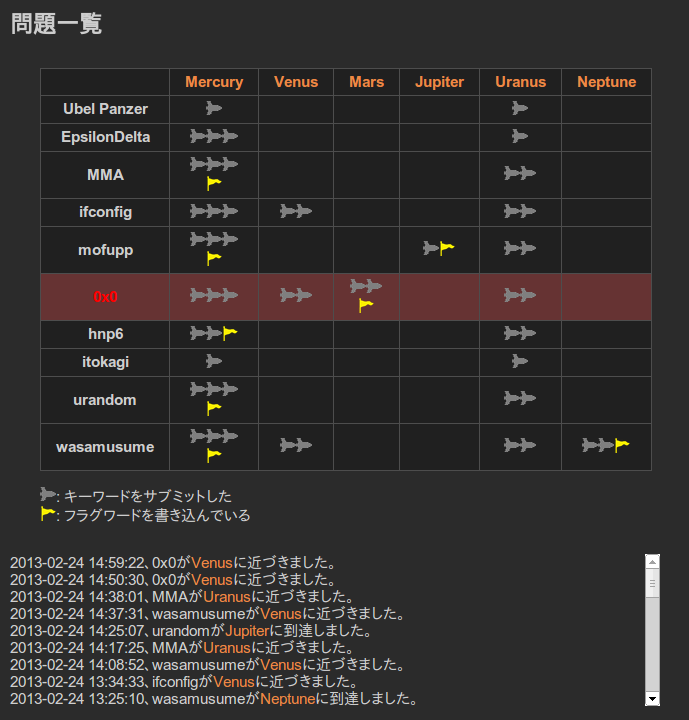 問題一覧
Mercury Venus Mars Jupiter Uranus Neptune
Ubel Panzer
EpsilonDelta
MMA
ifconfig
mofupp
0x0
hnp6
itokagi
urandom
wasamusume
: キーワードをサブミットした
: フラグワードを書き込んでいる
2013-02-24 14:59:22、0x0がVenusに近づきました。
2013-02-24 14:50:30、0x0がVenusに近づきました。
2013-02-24 14:38:01、MMAがUranusに近づきました。
2013-02-24 14:37:31、wasamusumeがVenusに近づきました。
2013-02-24 14:25:07、urandomがJupiterに到達しました。
2013-02-24 14:17:25、MMAがUranusに近づきました。
2013-02-24 14:08:52、wasamusumeがVenusに近づきました。
2013-02-24 13:34:33、ifconfigがVenusに近づきました。
2013-02-24 13:25:10、wasamusumeがNeptuneに到達しました。